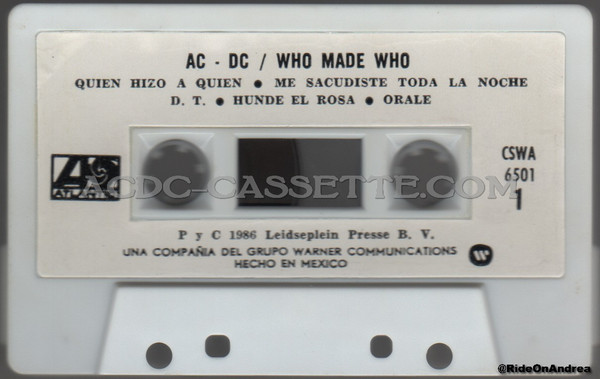 AC - DC / WHO MADE WHO
QUIEN HIZO A QUIEN • ME SACUDISTE TODA LA NOCHE
D. T. • HUNDE EL ROSA • ORALE
ATLANTIC
CSWA
6501
1
ACDC-CASSETTE.COM
P y C 1986 Leidseplein Presse B. V.
UNA COMPAÑIA DEL GRUPO WARNER COMMUNICATIONS
HECHO EN MEXICO
@RideOnAndrea